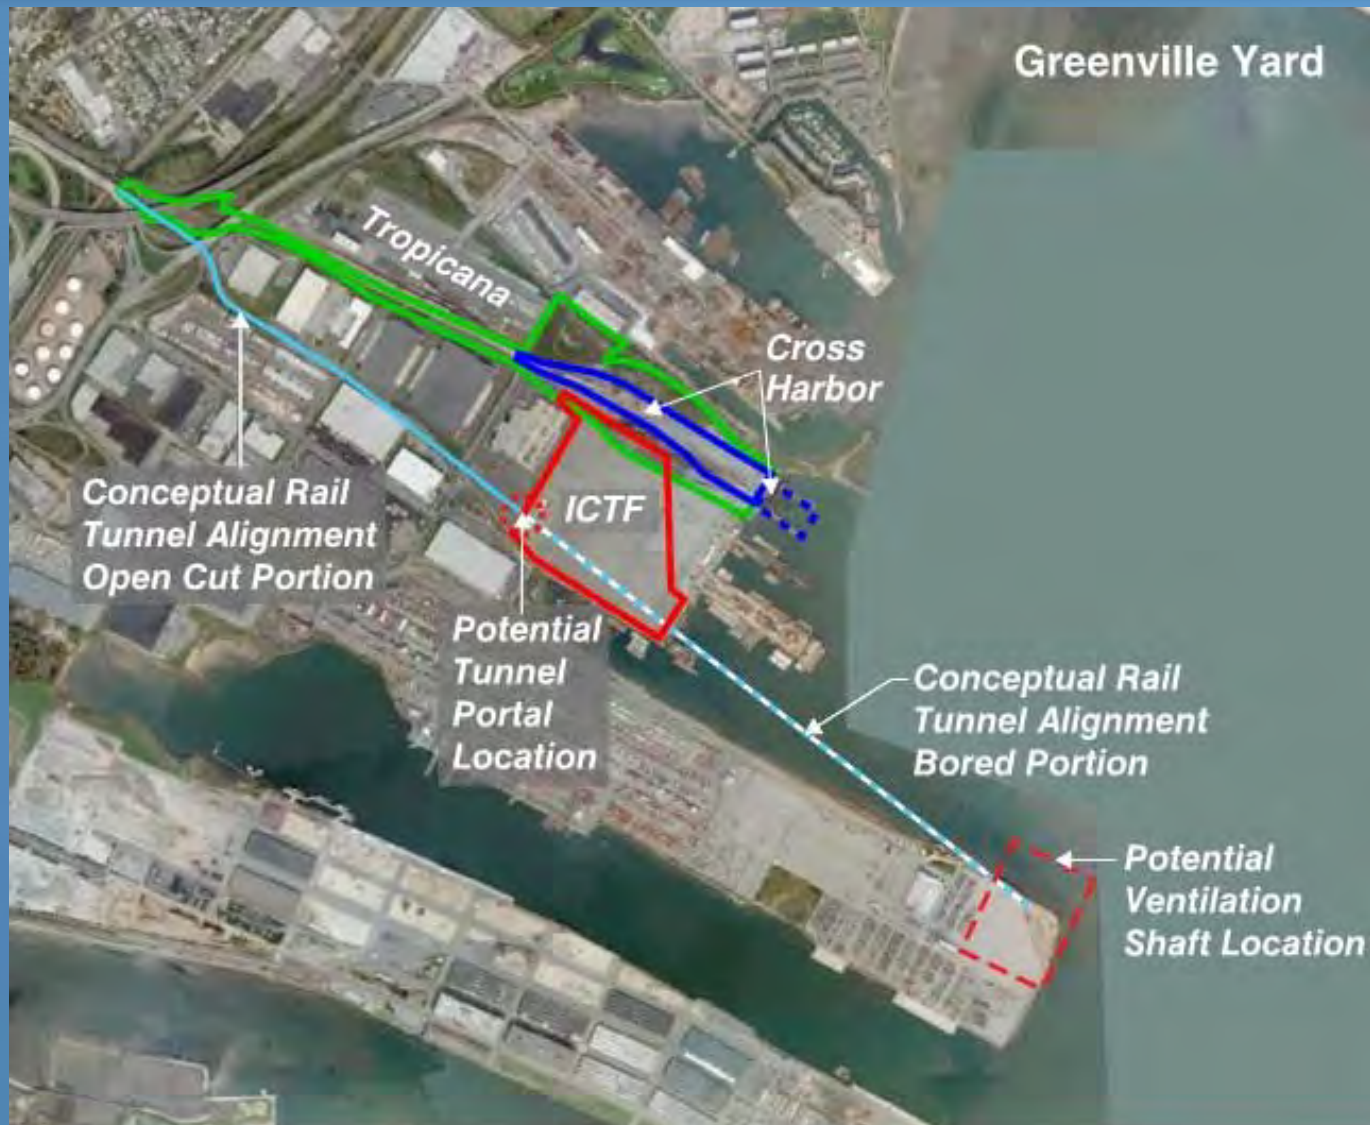 Greenville Yard
Tropicana
Cross
Harbor
Conceptual Rail
Tunnel Alignment
Open Cut Portion
ICTF
Potential
Tunnel
Portal
Location
Conceptual Rail
Tunnel Alignment
Bored Portion
Potential
Ventilation
Shaft Location